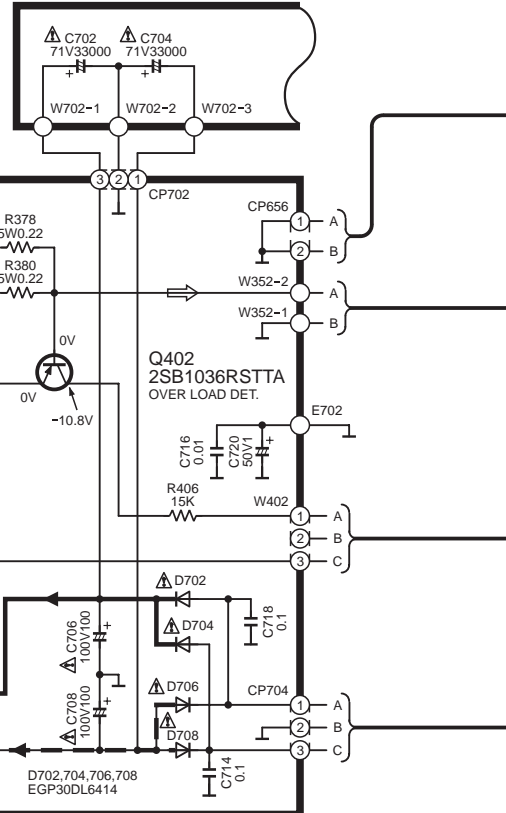 C702
71V33000
C704
71V33000
+
+
W702-1
W702-2
W702-3
3
2
1
CP702
CP656
1
A
2
B
R378
5W0.22
R380
5W0.22
W352-2
A
W352-1
B
0V
0V
-10.8V
Q402
2SB1036RSTTA
OVER LOAD DET.
E702
C716
0.01
C720
50V1
+
R406
15K
W402
1
A
2
B
3
C
D702
D704
C718
0.1
C706
100V100
+
C708
100V100
+
D706
D708
CP704
1
A
2
B
3
C
C714
0.1
D702,704,706,708
EGP30DL6414